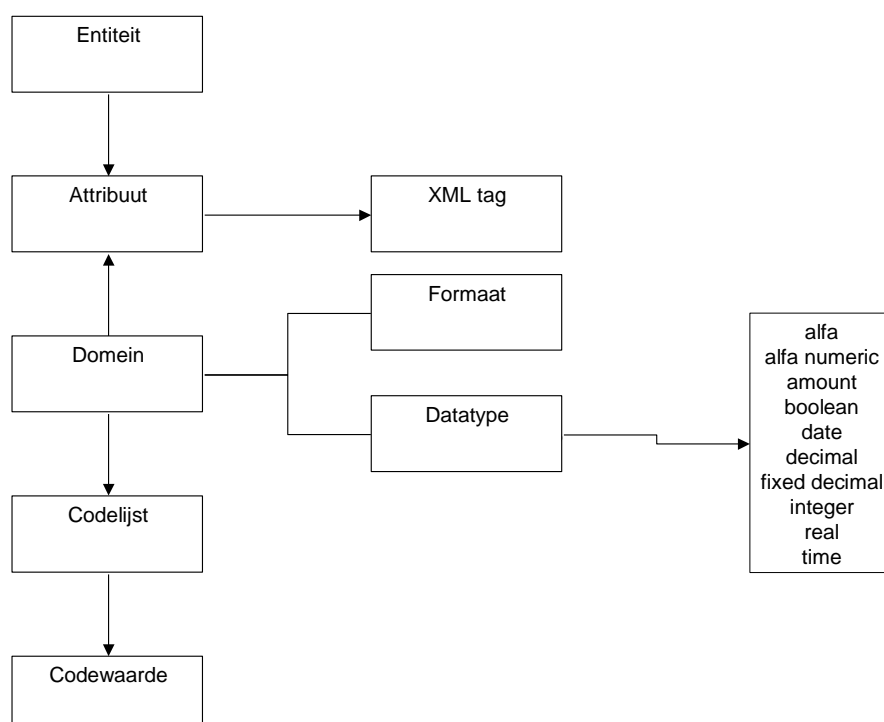 Entiteit
Attribuut
XML tag
Formaat
Domein
Datatype
alfa
alfa numeric
amount
boolean
date
decimal
fixed decimal
integer
real
time
Codelijst
Codewaarde